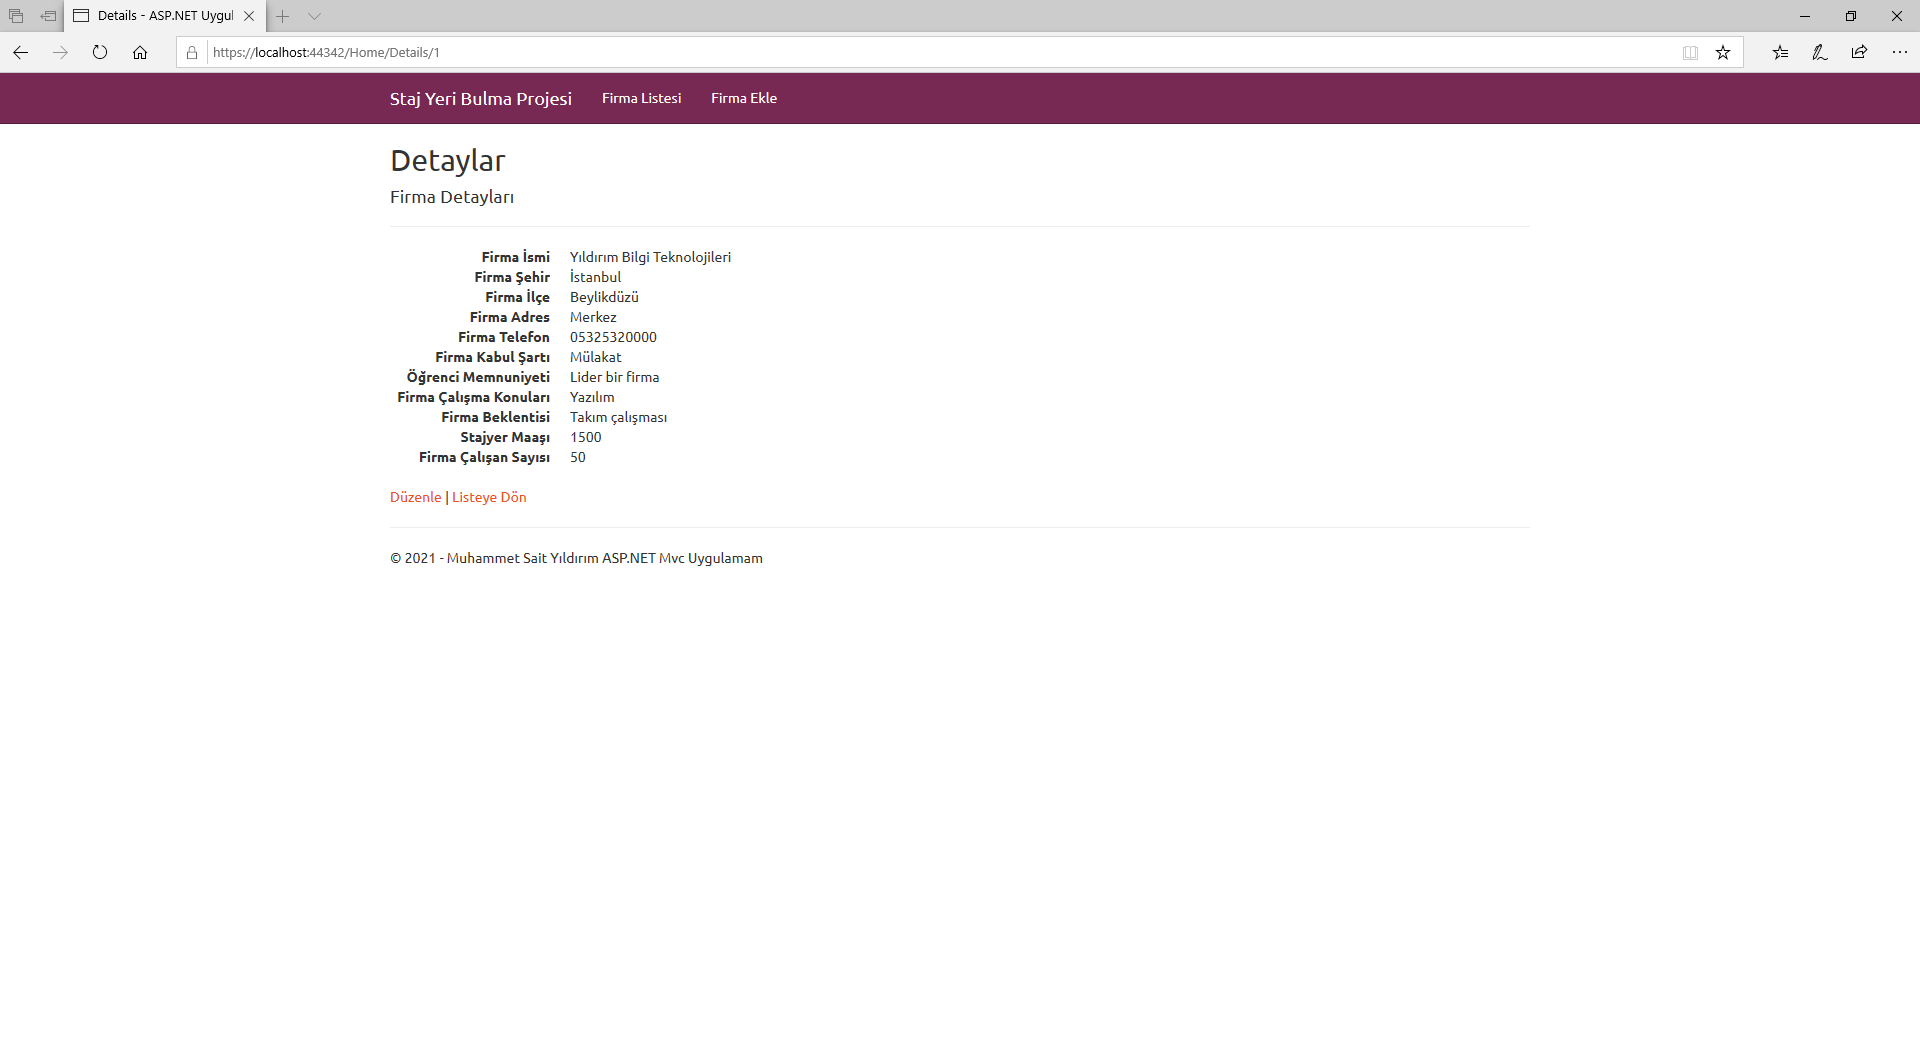 Details - ASP.NET Uygul
https://localhost:44342/Home/Details/1
Staj Yeri Bulma Projesi Firma Listesi Firma Ekle
Detaylar
Firma Detayları
Firma İsmi Yıldırım Bilgi Teknolojileri
Firma Şehir İstanbul
Firma İlçe Beylikdüzü
Firma Adres Merkez
Firma Telefon 05325320000
Firma Kabul Şartı Mülakat
Öğrenci Memnuniyeti Lider bir firma
Firma Çalışma Konuları Yazılım
Firma Beklentisi Takım çalışması
Stajyer Maaşı 1500
Firma Çalışan Sayısı 50
Düzenle | Listeye Dön
© 2021 - Muhammet Sait Yıldırım ASP.NET Mvc Uygulamam